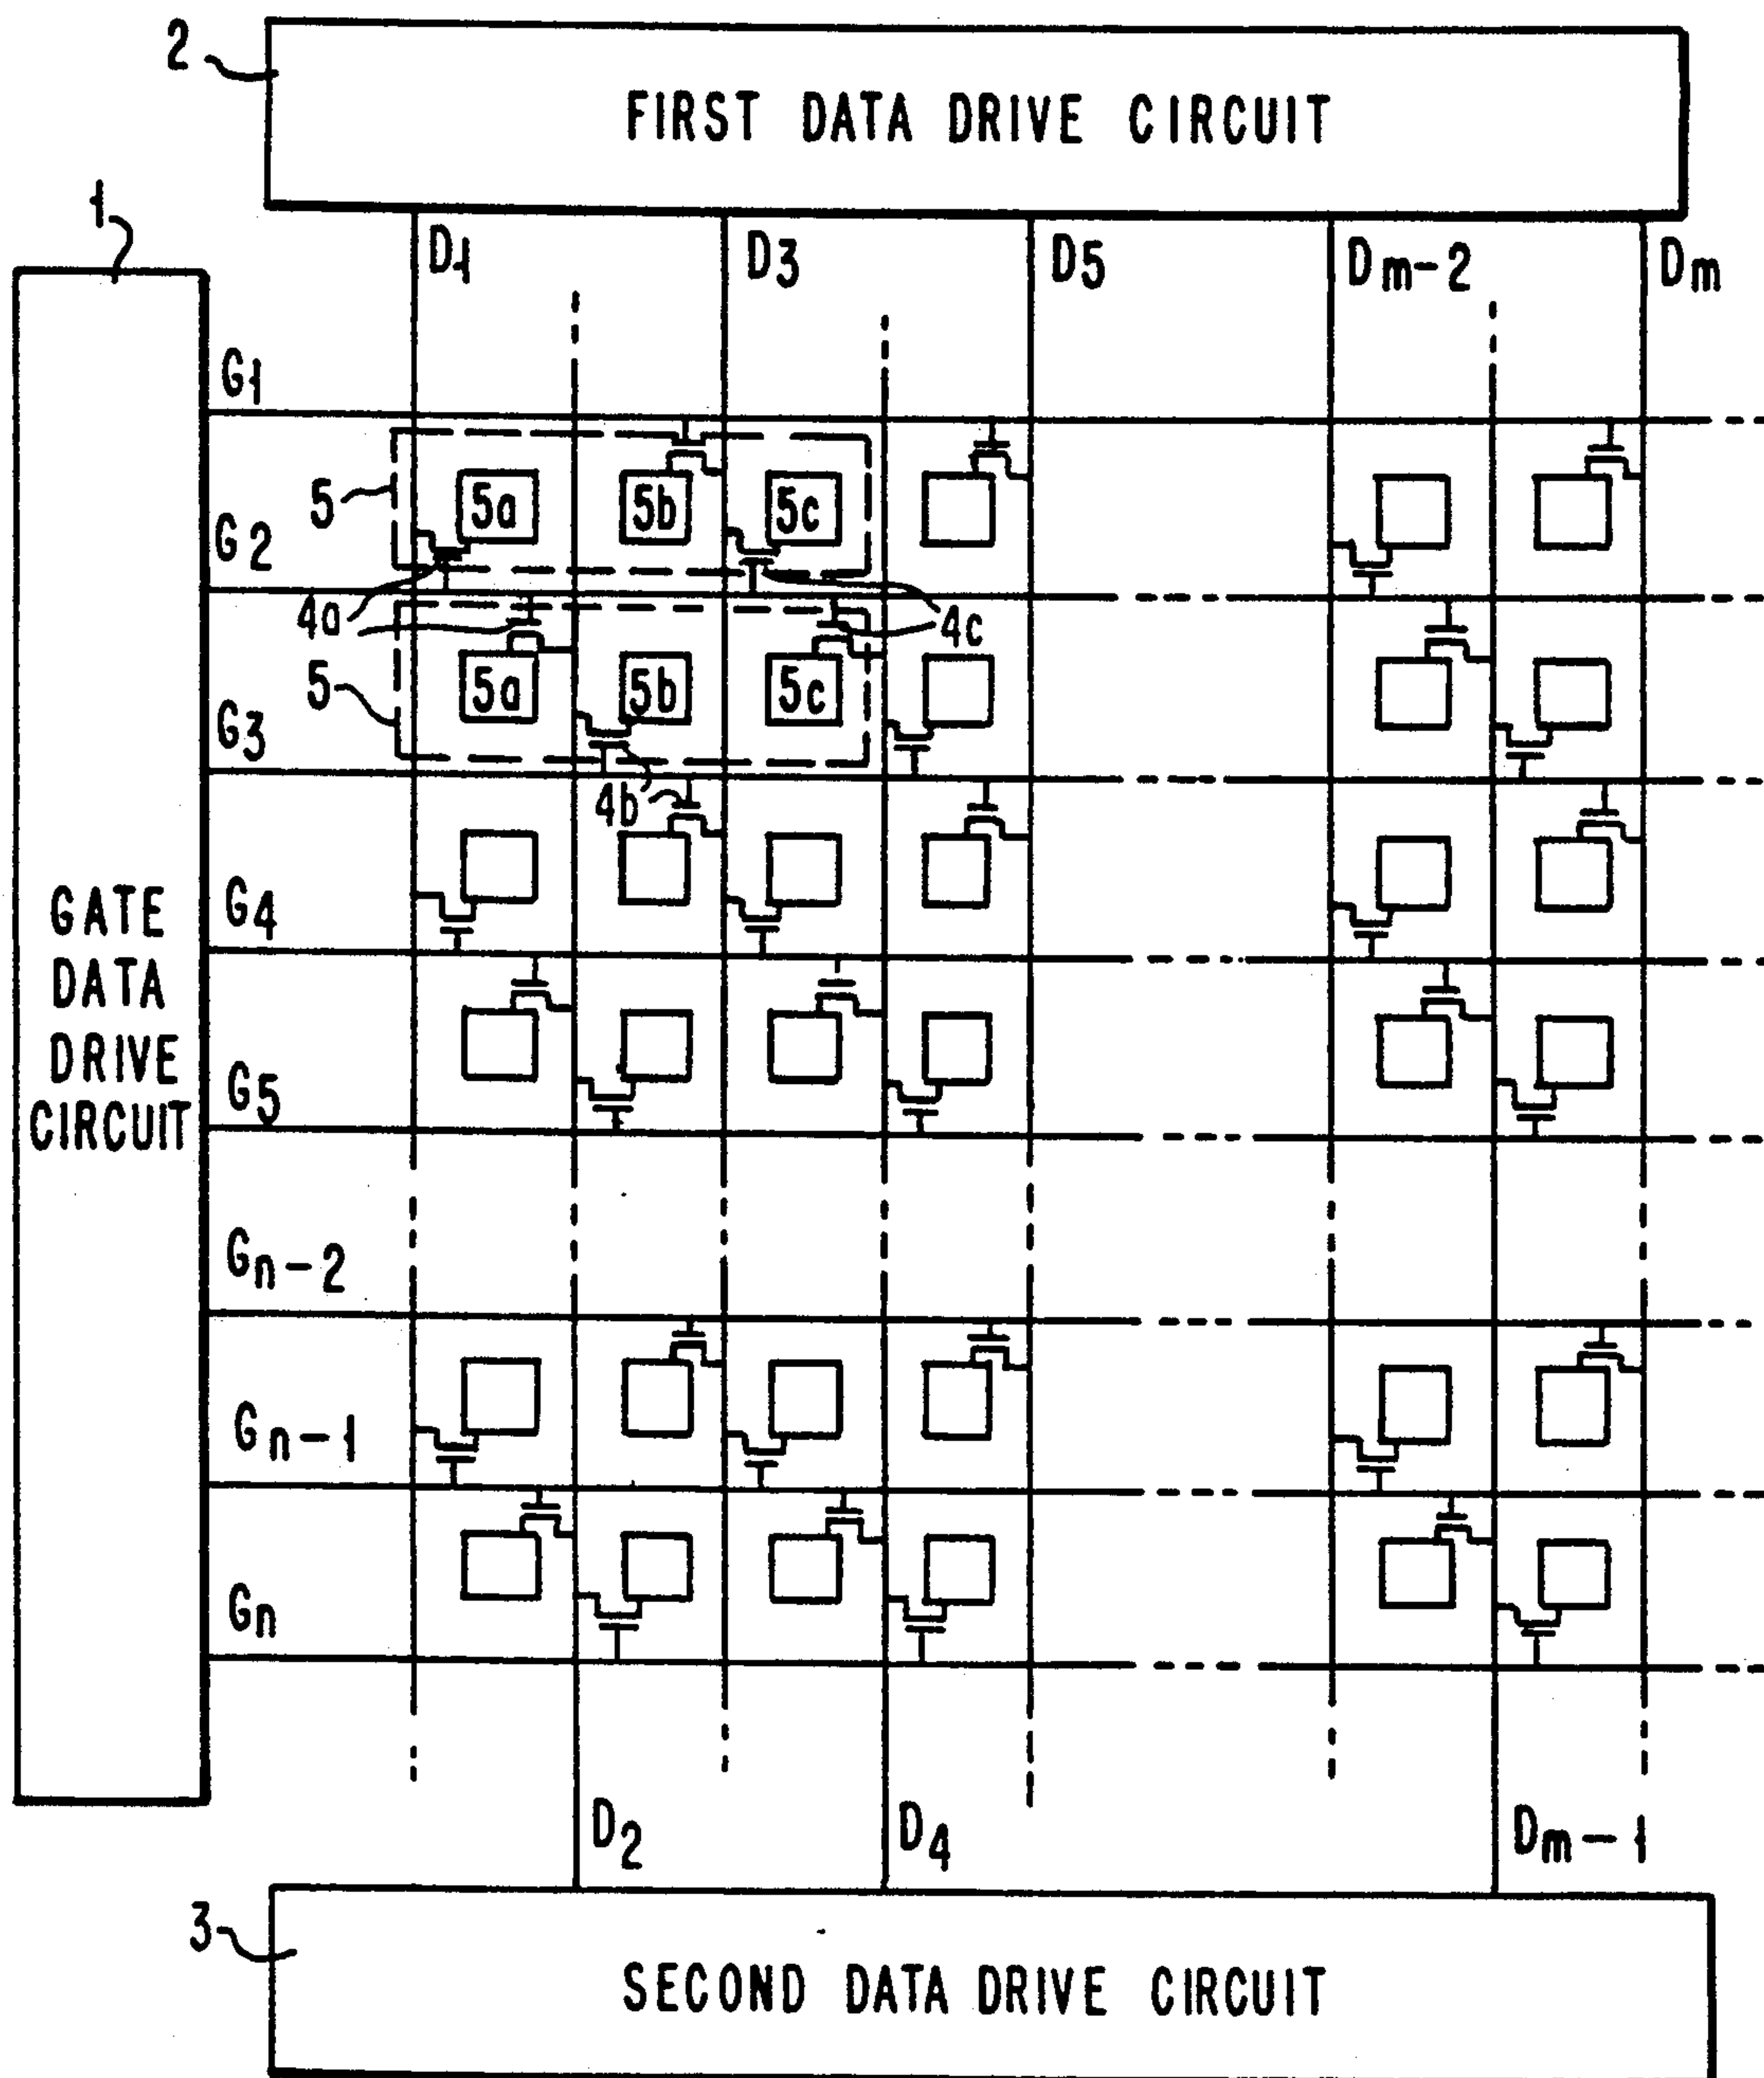 2
FIRST DATA DRIVE CIRCUIT
1
D1 D3 D5 Dm-2 Dm
G1
5 5a 5b 5c
G2
4a 4c
5 5a 5b 5c
G3
4b
G4
GATE
DATA
DRIVE
CIRCUIT
G5
Gn-2
Gn-1
Gn
D2 D4 Dm-1
3
SECOND DATA DRIVE CIRCUIT